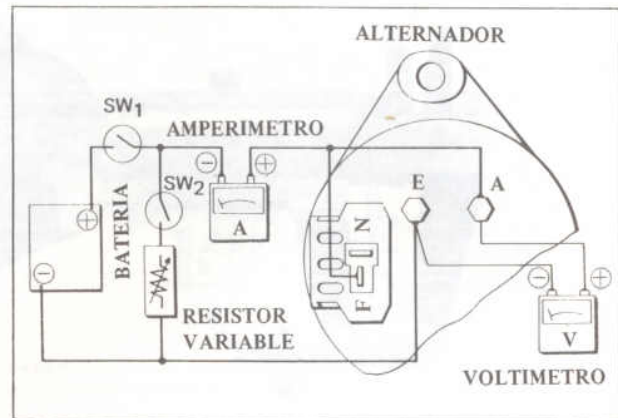 ALTERNADOR
SW1
AMPERIMETRO
⊖ ⊕
SW2
A
E
A
⊕
BATERIA
N
F
⊖
RESISTOR
VARIABLE
⊖ ⊕
V
VOLTIMETRO